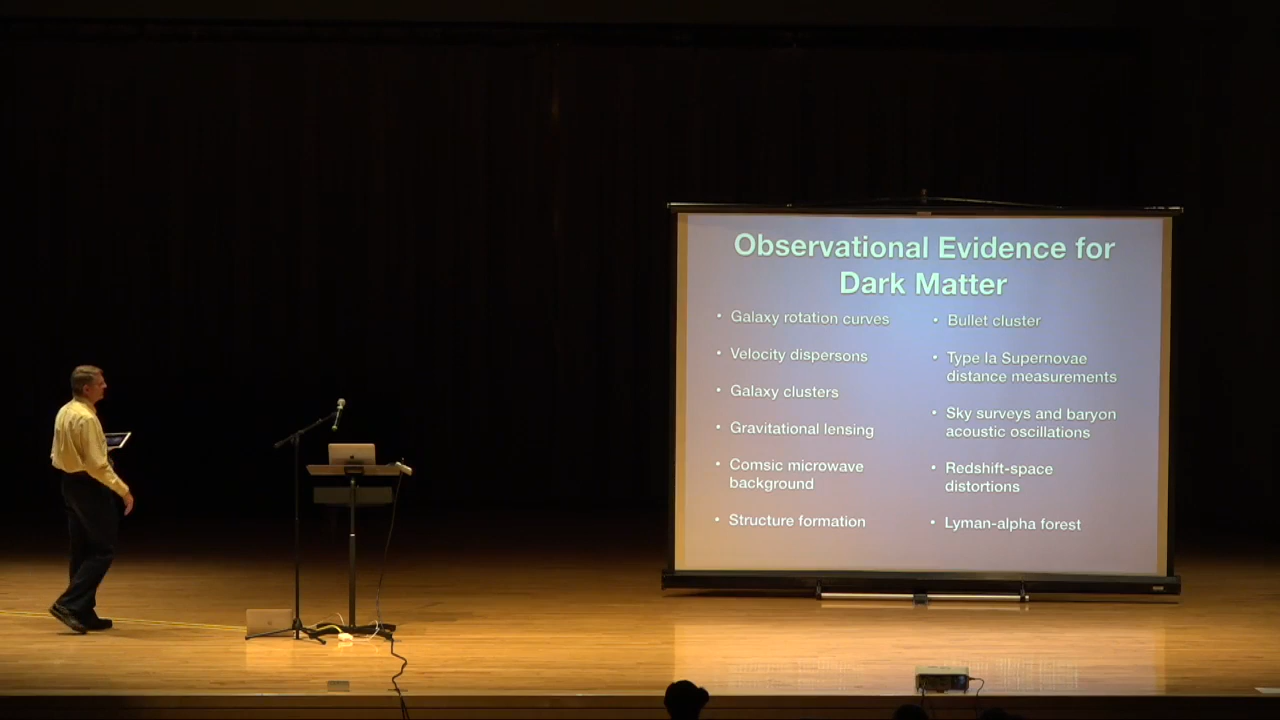 Observational Evidence for
Dark Matter
• Galaxy rotation curves
• Velocity dispersons
• Galaxy clusters
• Gravitational lensing
• Comsic microwave
background
• Structure formation
• Bullet cluster
• Type Ia Supernovae
distance measurements
• Sky surveys and baryon
acoustic oscillations
• Redshift-space
distortions
• Lyman-alpha forest